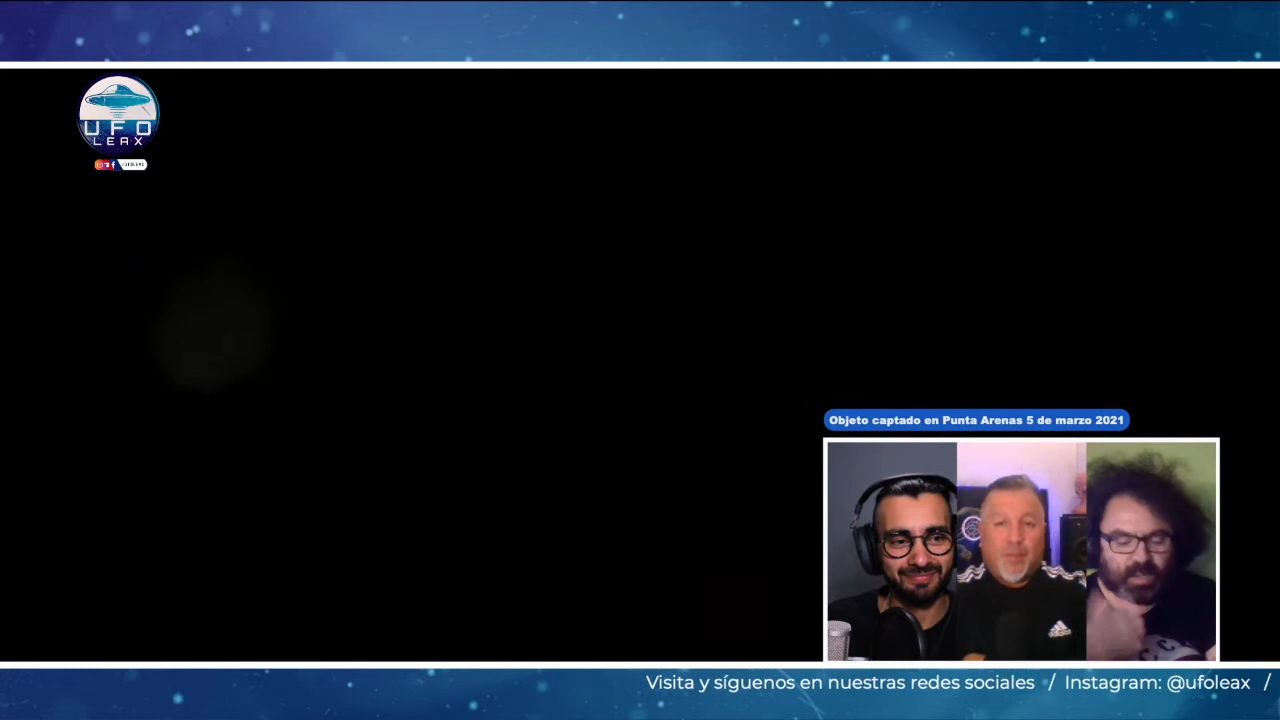 UFO
LEAX
Objeto captado en Punta Arenas 5 de marzo 2021
Visita y síguenos en nuestras redes sociales / Instagram: @ufoleax /